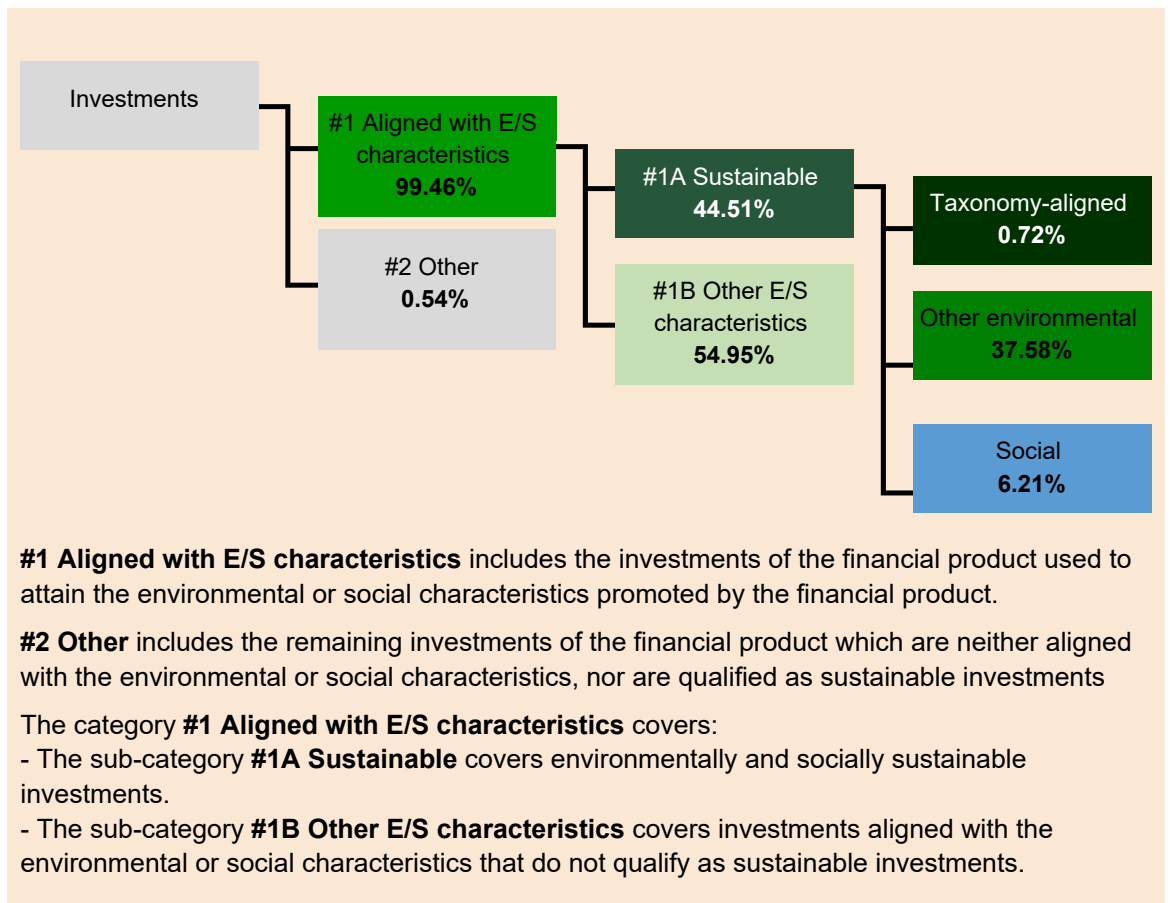 Investments
#1 Aligned with E/S
characteristics
99.46%
#2 Other
0.54%
#1A Sustainable
44.51%
#1B Other E/S
characteristics
54.95%
Taxonomy-aligned
0.72%
Other environmental
37.58%
Social
6.21%
#1 Aligned with E/S characteristics includes the investments of the financial product used to
attain the environmental or social characteristics promoted by the financial product.
#2 Other includes the remaining investments of the financial product which are neither aligned
with the environmental or social characteristics, nor are qualified as sustainable investments
The category #1 Aligned with E/S characteristics covers:
- The sub-category #1A Sustainable covers environmentally and socially sustainable
investments.
- The sub-category #1B Other E/S characteristics covers investments aligned with the
environmental or social characteristics that do not qualify as sustainable investments.